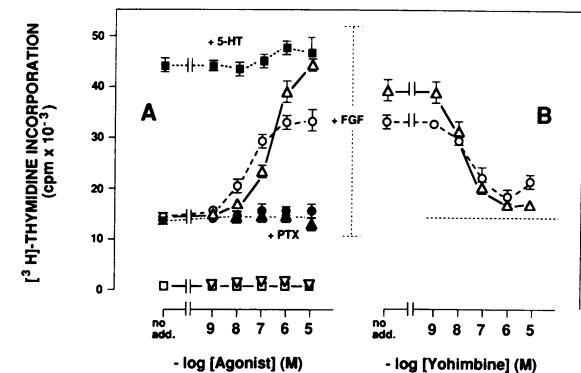 [³ H]-THYMIDINE INCORPORATION
(cpm x 10⁻³)
50
40
30
20
10
0
A
+ 5-HT
+ FGF
+ PTX
B
no
add.
9
8
7
6
5
- log [Agonist] (M)
no
add.
9
8
7
6
5
- log [Yohimbine] (M)